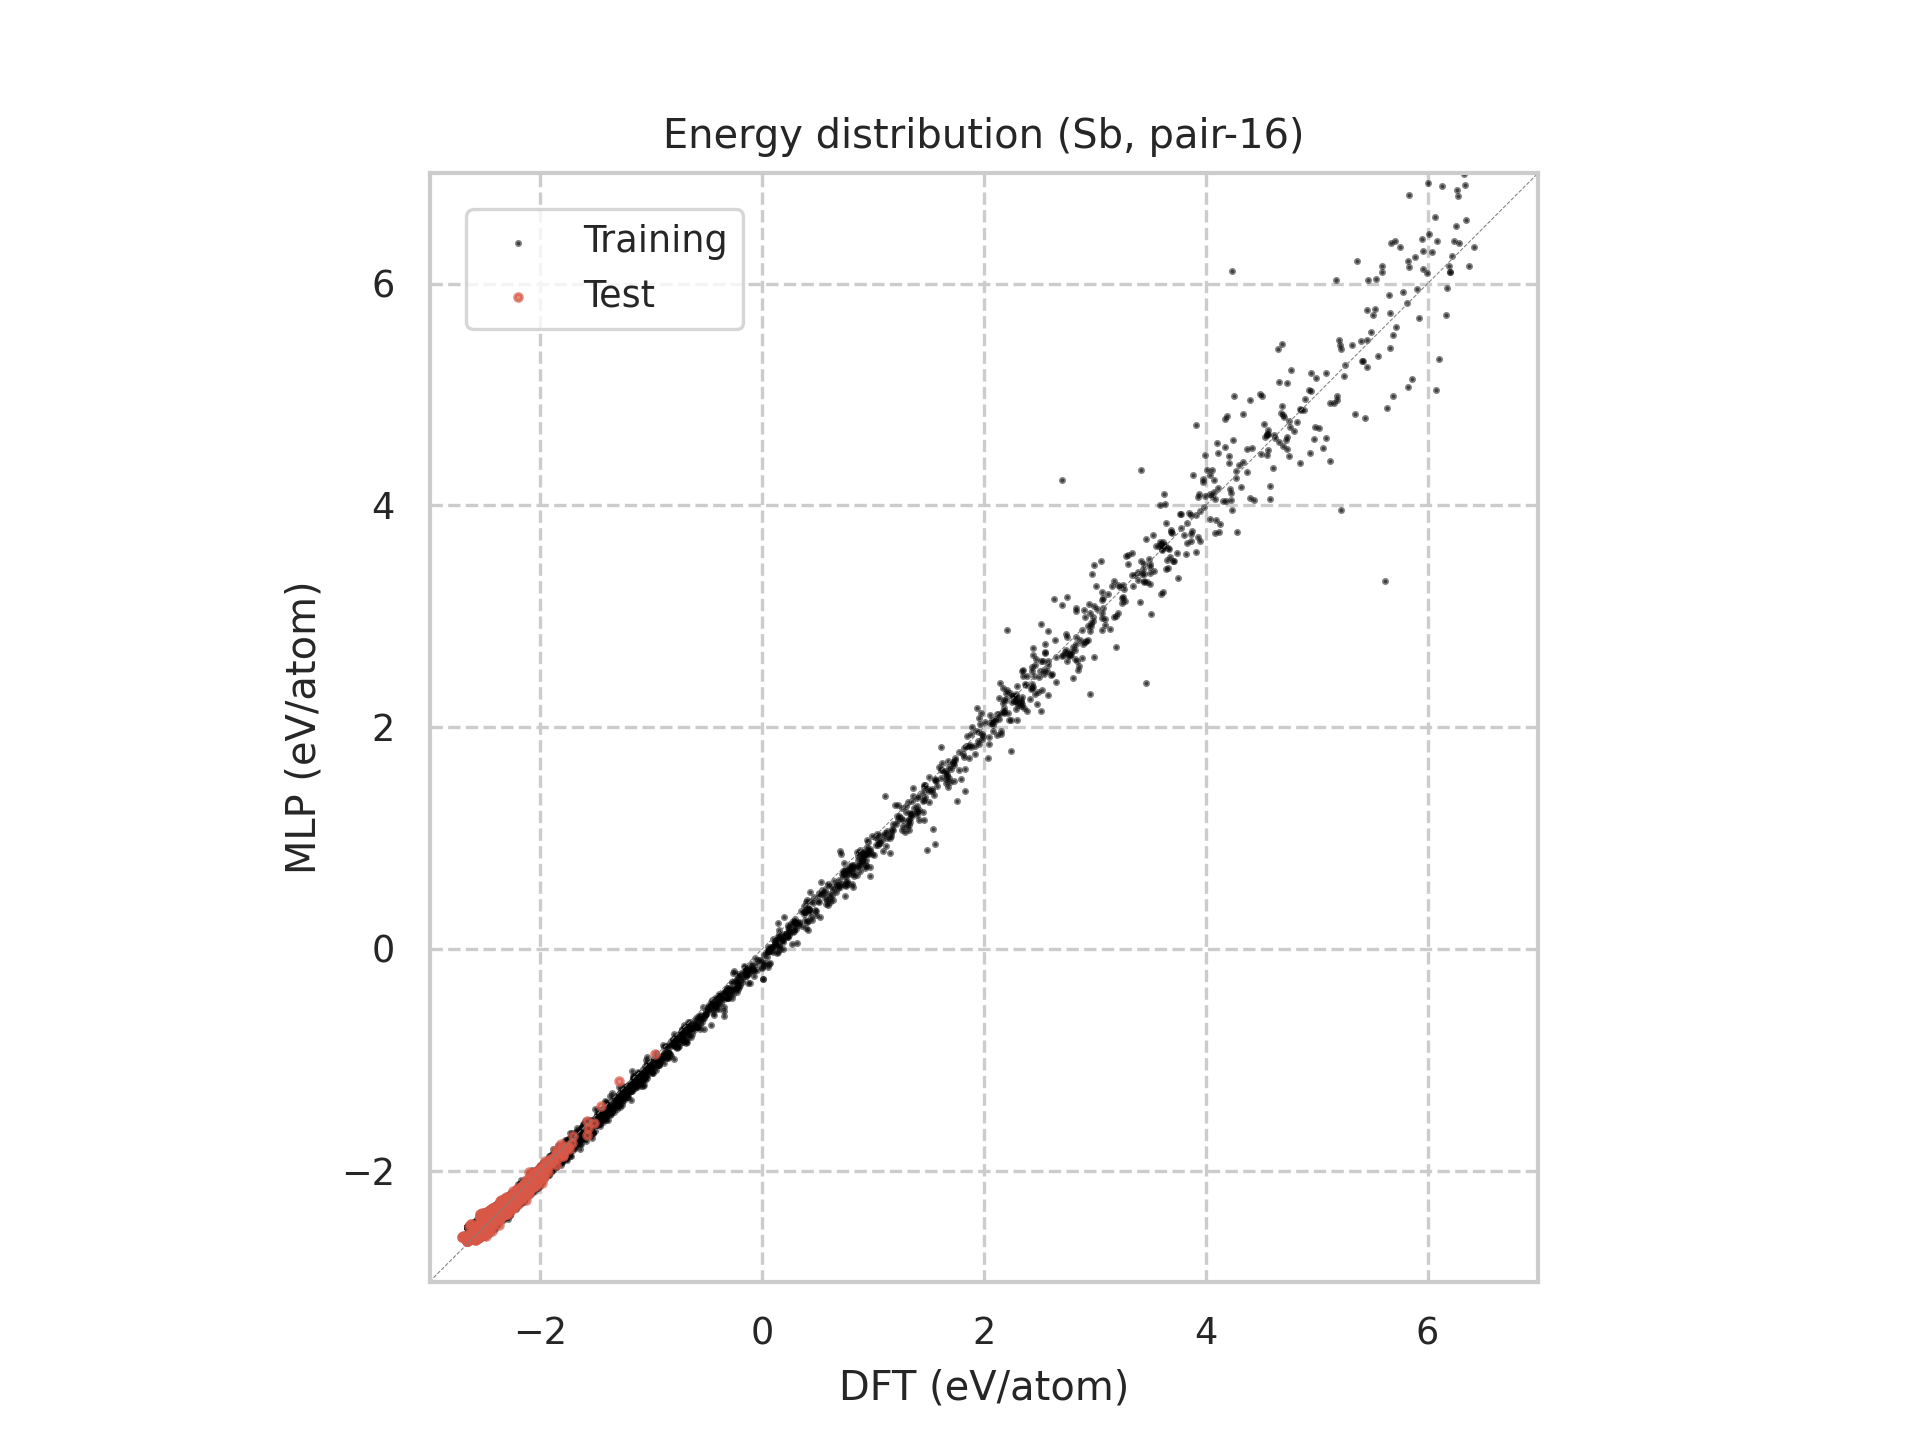 Energy distribution (Sb, pair-16)
Training
Test
6
4
2
0
−2
MLP (eV/atom)
−2 0 2 4 6
DFT (eV/atom)